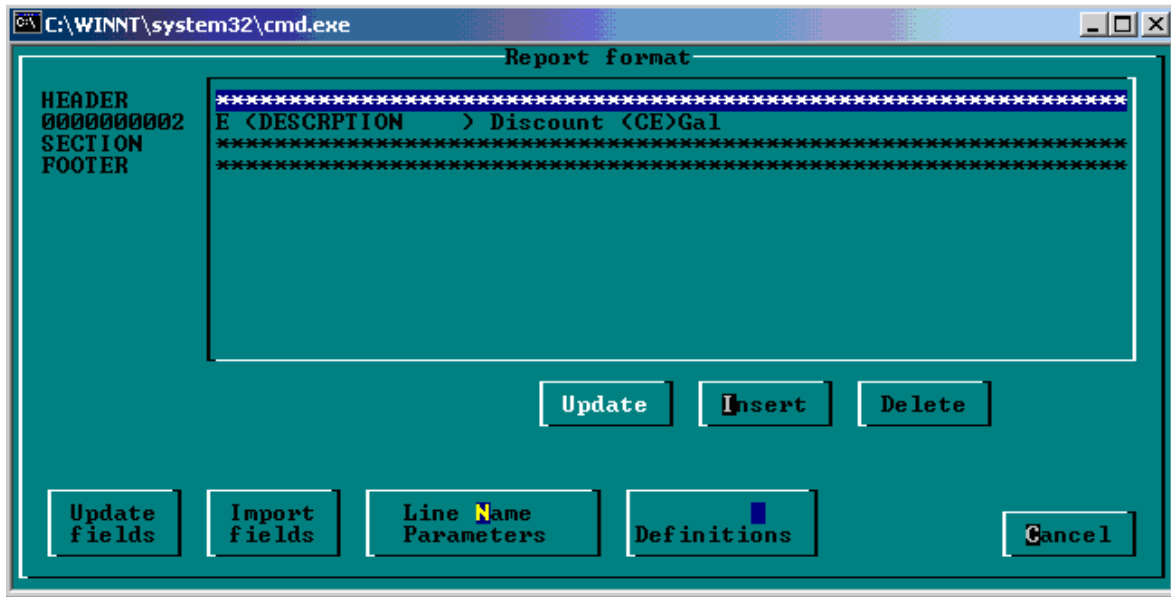 C:\WINNT\system32\cmd.exe
Report format
HEADER ***************************************************************
0000000002 E <DESCRPTION    > Discount <CE>Gal
SECTION ***************************************************************
FOOTER ***************************************************************
Update Insert Delete
Update fields
Import fields
Line Name Parameters
Definitions
Cancel